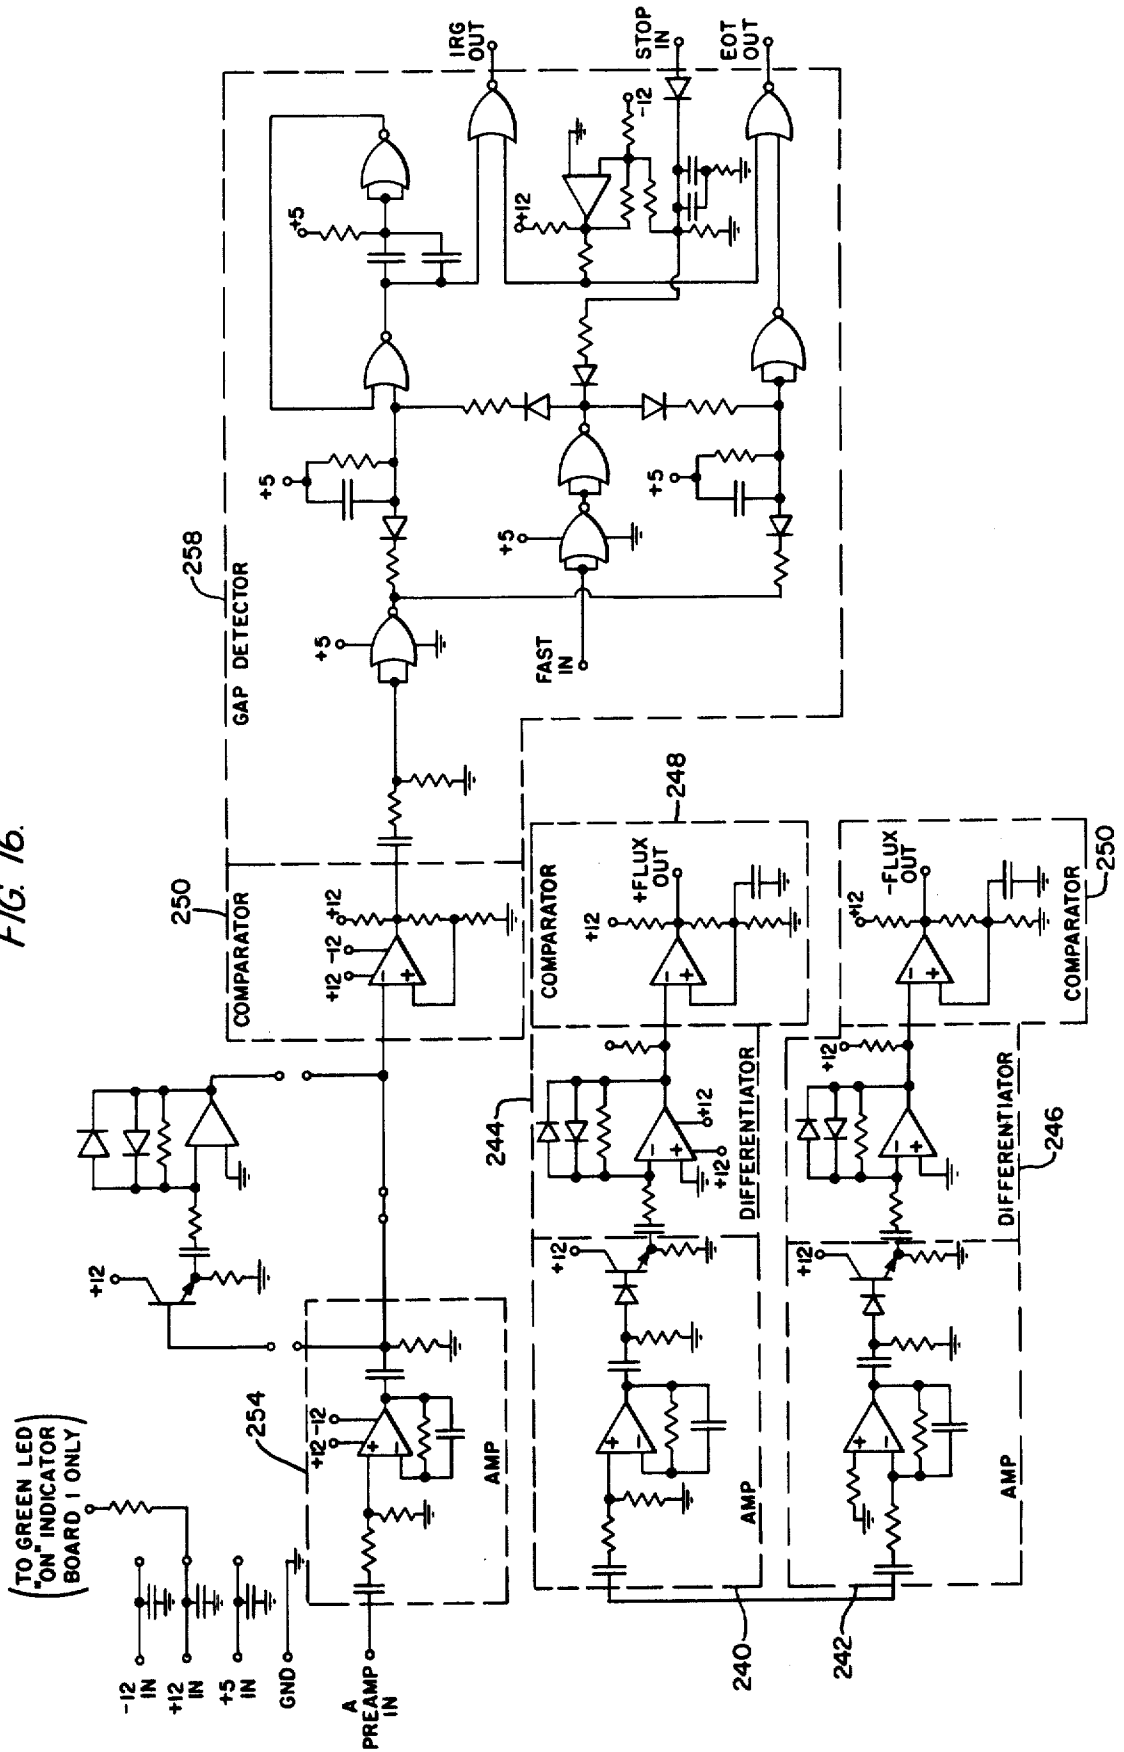 FIG. 16.
(TO GREEN LED
"ON" INDICATOR
BOARD 1 ONLY)
-12
IN
+12
IN
+5
IN
GND
A
PREAMP
IN
254
+12
-12
+
-
AMP
+12
250
COMPARATOR
+12
-12
+12
-
+
258
GAP DETECTOR
+5
+5
+5
IRG
OUT
+12
-12
STOP
IN
EOT
OUT
+5
+5
FAST
IN
240
AMP
+
-
+12
244
DIFFERENTIATOR
-
+
+12
+12
COMPARATOR
248
+12
-
+
+FLUX
OUT
242
AMP
+
-
+12
246
DIFFERENTIATOR
+12
-
+
COMPARATOR
250
+12
-
+
-FLUX
OUT